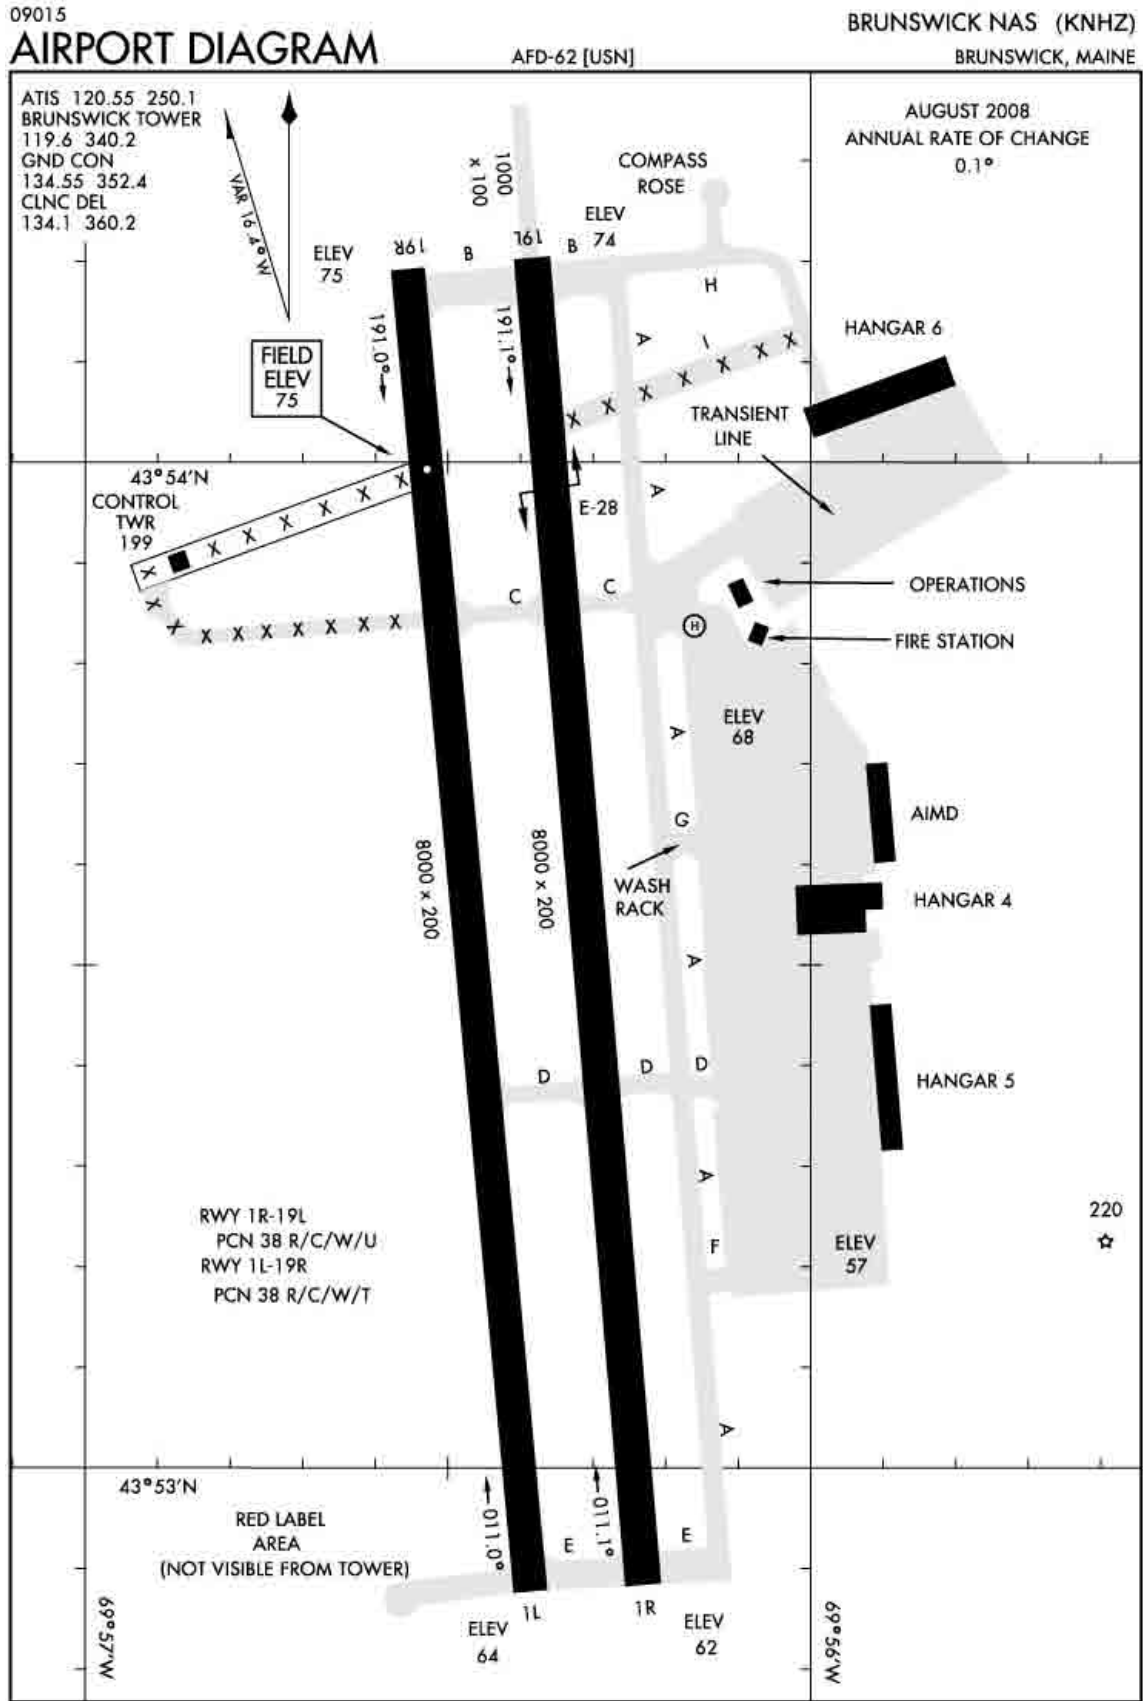 09015
AIRPORT DIAGRAM
AFD-62 [USN]
BRUNSWICK NAS (KNHZ)
BRUNSWICK, MAINE
ATIS 120.55 250.1
BRUNSWICK TOWER
119.6 340.2
GND CON
134.55 352.4
CLNC DEL
134.1 360.2
VAR 16.4° W
AUGUST 2008
ANNUAL RATE OF CHANGE
0.1°
1000
x 100
COMPASS
ROSE
ELEV
74
ELEV
75
19R
B
19L
B
H
191.0°
191.1°
A
I
HANGAR 6
FIELD
ELEV
75
X X X X X X X
TRANSIENT
LINE
43°54'N
CONTROL
TWR
199
X X X X X X X
A
E-28
C
C
OPERATIONS
H
FIRE STATION
X X X X X X X X X
ELEV
68
A
G
AIMD
8000 x 200
8000 x 200
WASH
RACK
HANGAR 4
A
D
D
D
HANGAR 5
A
RWY 1R-19L
PCN 38 R/C/W/U
RWY 1L-19R
PCN 38 R/C/W/T
F
ELEV
57
220
A
43°53'N
RED LABEL
AREA
(NOT VISIBLE FROM TOWER)
011.0°
011.1°
E
E
1L
1R
ELEV
64
ELEV
62
69°57'W
69°56'W